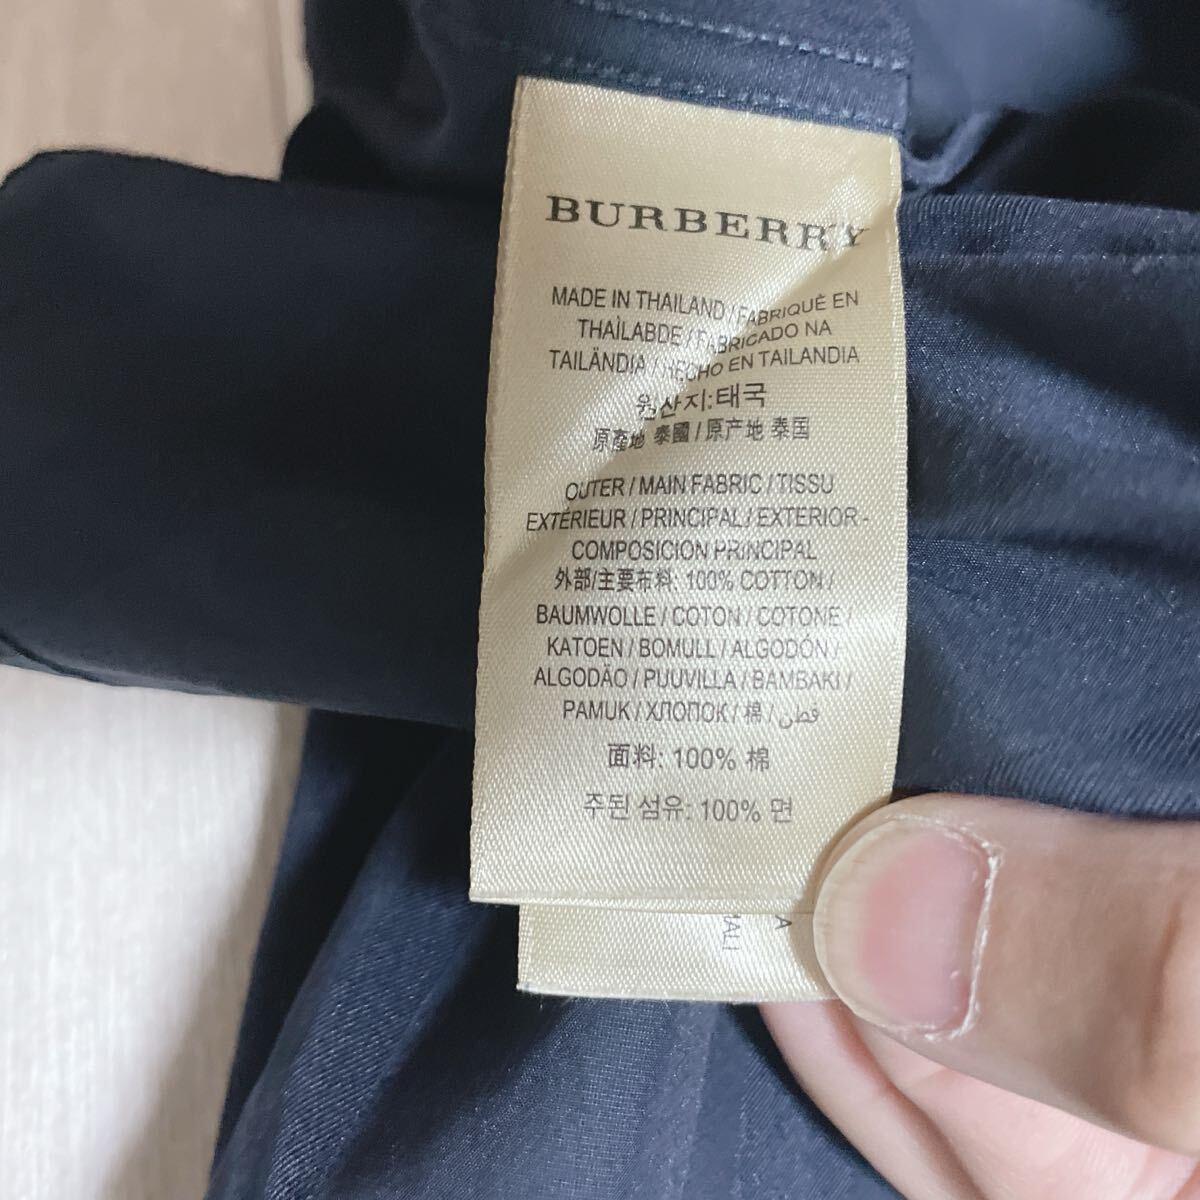 BURBERRY
MADE IN THAILAND / FABRIQUÈ EN
THAÌLABDE / FABRICADO NA
TAILÂNDIA / HECHO EN TAILANDIA
원산지:태국
原產地 泰國 / 原产地 泰国
OUTER / MAIN FABRIC / TISSU
EXTÉRIEUR / PRINCIPAL / EXTERIOR -
COMPOSICION PRINCIPAL
外部/主要布料: 100% COTTON /
BAUMWOLLE / COTON / COTONE /
KATOEN / BOMULL / ALGODÓN /
ALGODÃO / PUUVILLA / BAMBAKI /
PAMUK / ХЛОПОК / 棉 / قطن
面料: 100% 棉
주된 섬유: 100% 면